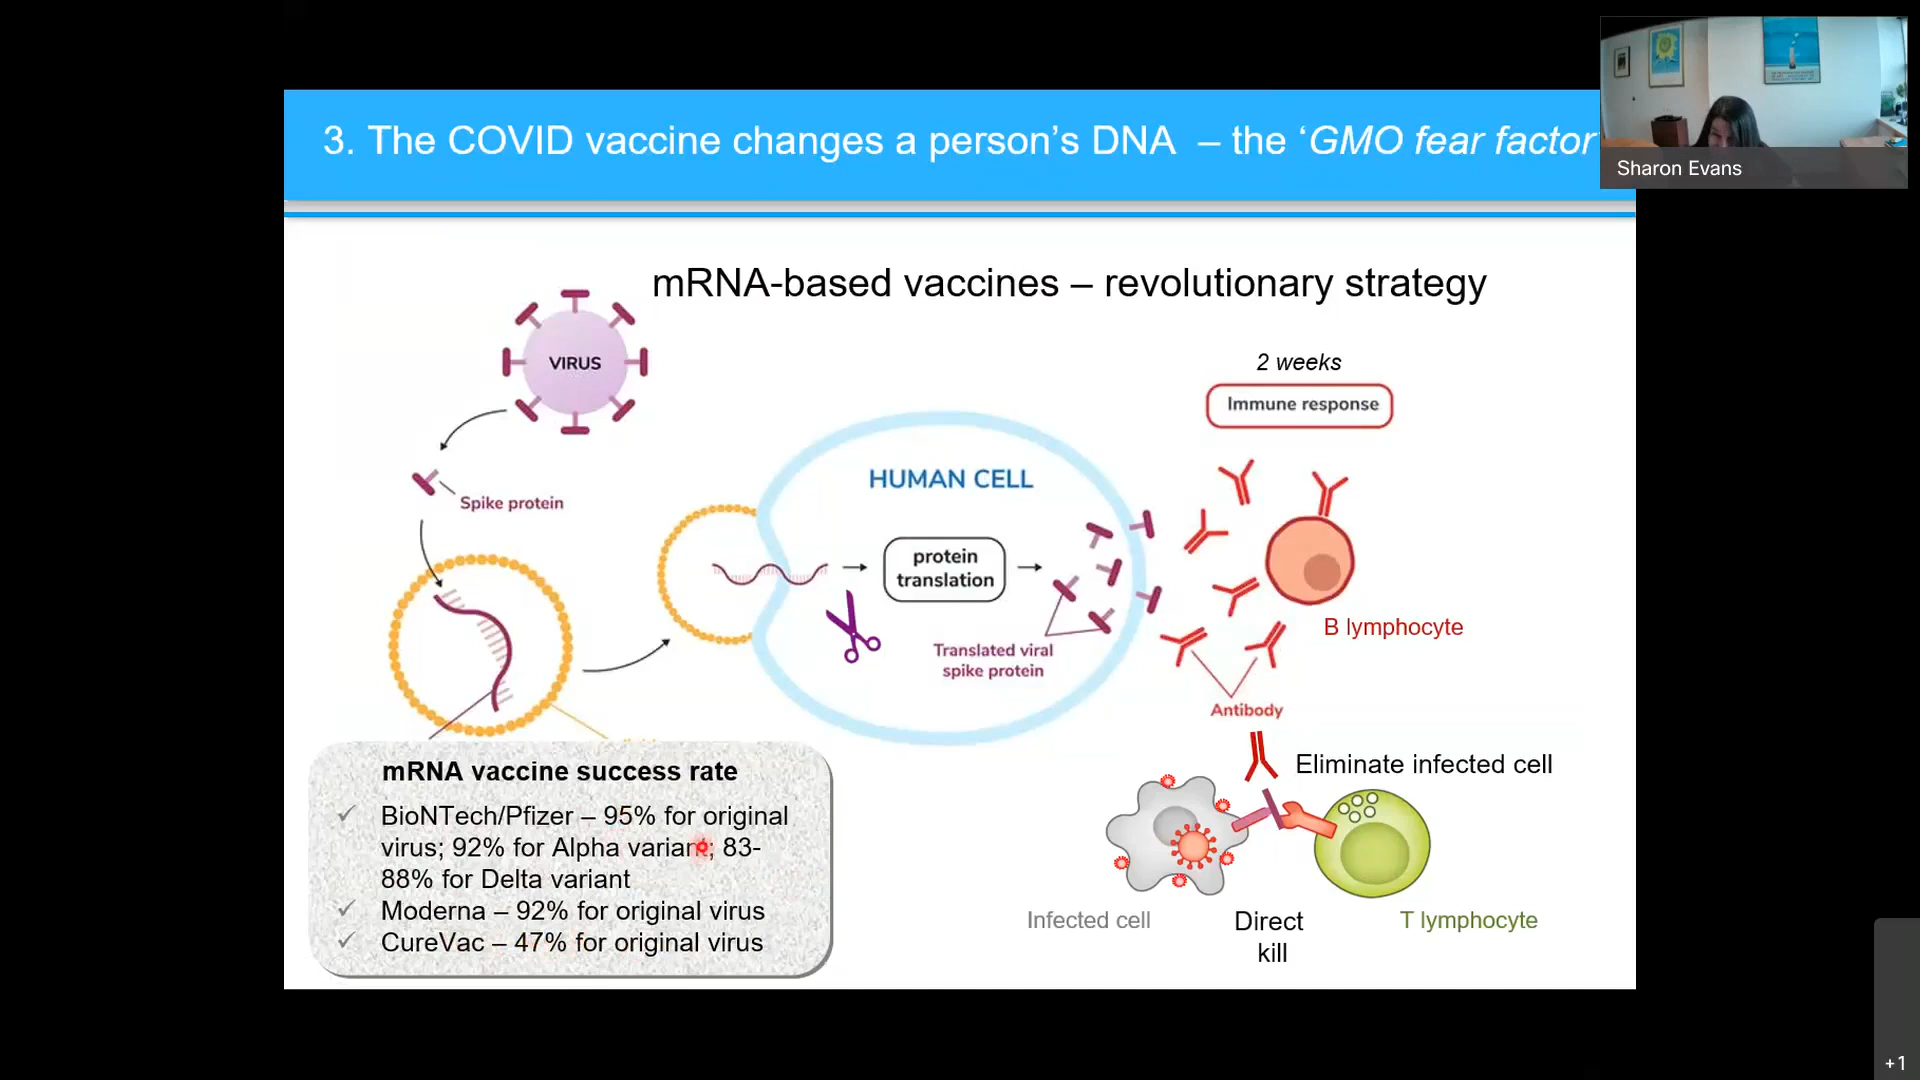 3. The COVID vaccine changes a person's DNA – the 'GMO fear factor
Sharon Evans
mRNA-based vaccines – revolutionary strategy
VIRUS
2 weeks
Immune response
HUMAN CELL
Spike protein
protein
translation
B lymphocyte
Translated viral
spike protein
Antibody
mRNA vaccine success rate
✓ BioNTech/Pfizer – 95% for original
virus; 92% for Alpha variant; 83-
88% for Delta variant
✓ Moderna – 92% for original virus
✓ CureVac – 47% for original virus
Eliminate infected cell
Infected cell
Direct
kill
T lymphocyte
+1